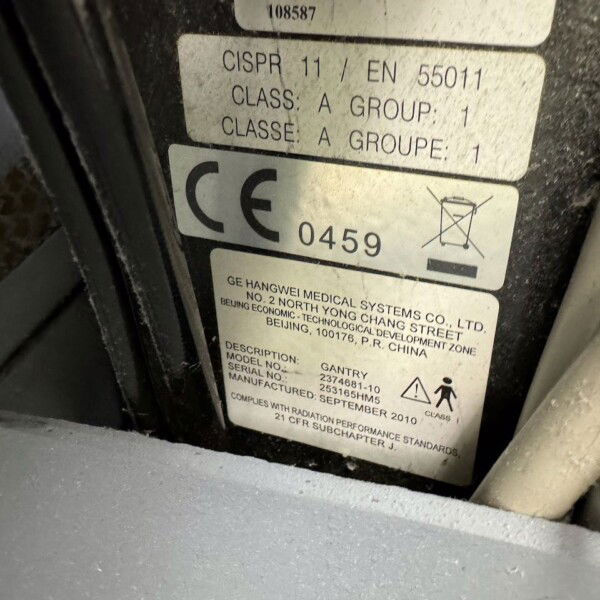 108587
CISPR 11 / EN 55011
CLASS: A GROUP: 1
CLASSE: A GROUPE: 1
CE 0459
GE HANGWEI MEDICAL SYSTEMS CO., LTD.
NO. 2 NORTH YONG CHANG STREET
BEIJING ECONOMIC - TECHNOLOGICAL DEVELOPMENT ZONE
BEIJING, 100176, P.R. CHINA
DESCRIPTION: GANTRY
MODEL NO.: 2374681-10
SERIAL NO.: 253165HM5
MANUFACTURED: SEPTEMBER 2010
CLASS I
COMPLIES WITH RADIATION PERFORMANCE STANDARDS,
21 CFR SUBCHAPTER J.